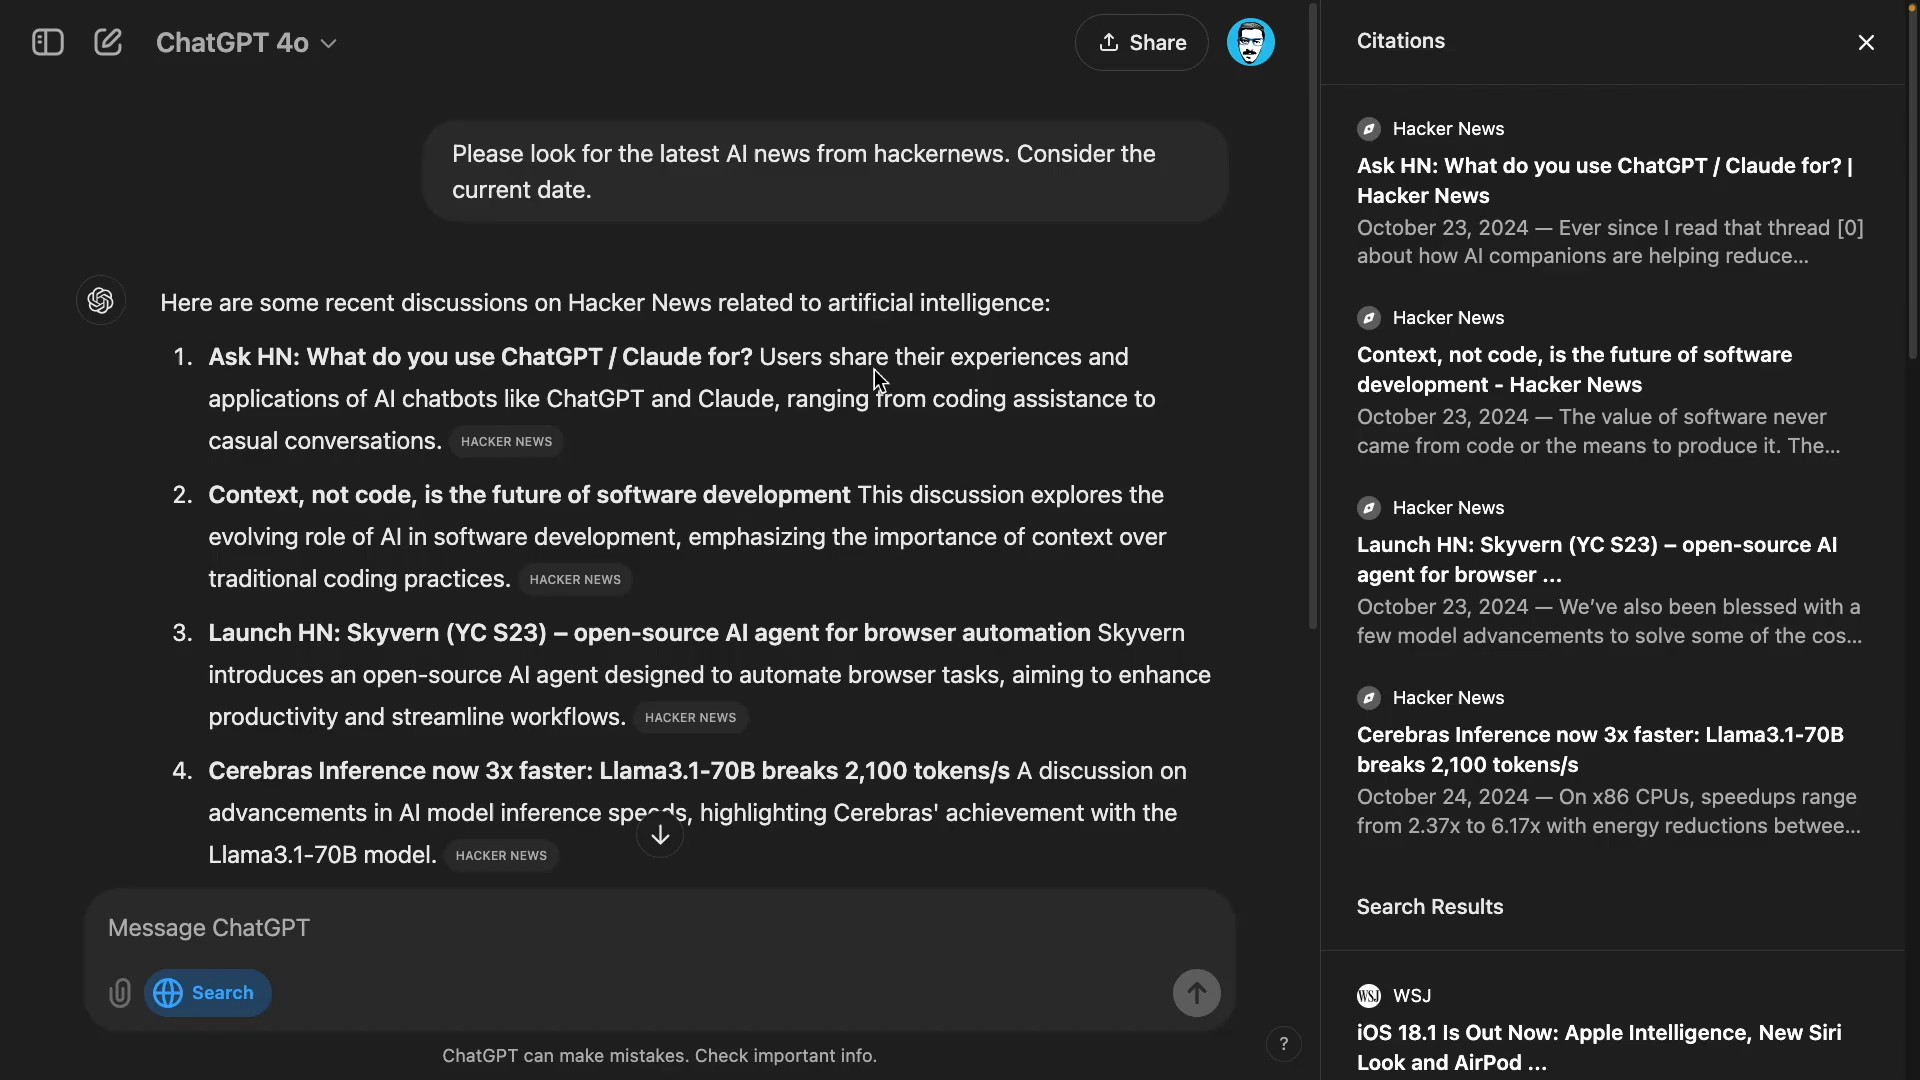 ChatGPT 4o
Share
Please look for the latest AI news from hackernews. Consider the
current date.
Here are some recent discussions on Hacker News related to artificial intelligence:
1. Ask HN: What do you use ChatGPT / Claude for? Users share their experiences and
applications of AI chatbots like ChatGPT and Claude, ranging from coding assistance to
casual conversations. HACKER NEWS
2. Context, not code, is the future of software development This discussion explores the
evolving role of AI in software development, emphasizing the importance of context over
traditional coding practices. HACKER NEWS
3. Launch HN: Skyvern (YC S23) – open-source AI agent for browser automation Skyvern
introduces an open-source AI agent designed to automate browser tasks, aiming to enhance
productivity and streamline workflows. HACKER NEWS
4. Cerebras Inference now 3x faster: Llama3.1-70B breaks 2,100 tokens/s A discussion on
advancements in AI model inference speeds, highlighting Cerebras' achievement with the
Llama3.1-70B model. HACKER NEWS
Message ChatGPT
Search
ChatGPT can make mistakes. Check important info.
?
Citations
Hacker News
Ask HN: What do you use ChatGPT / Claude for? |
Hacker News
October 23, 2024 — Ever since I read that thread [0]
about how AI companions are helping reduce...
Hacker News
Context, not code, is the future of software
development - Hacker News
October 23, 2024 — The value of software never
came from code or the means to produce it. The...
Hacker News
Launch HN: Skyvern (YC S23) – open-source AI
agent for browser ...
October 23, 2024 — We've also been blessed with a
few model advancements to solve some of the cos...
Hacker News
Cerebras Inference now 3x faster: Llama3.1-70B
breaks 2,100 tokens/s
October 24, 2024 — On x86 CPUs, speedups range
from 2.37x to 6.17x with energy reductions betwee...
Search Results
WSJ WSJ
iOS 18.1 Is Out Now: Apple Intelligence, New Siri
Look and AirPod ...